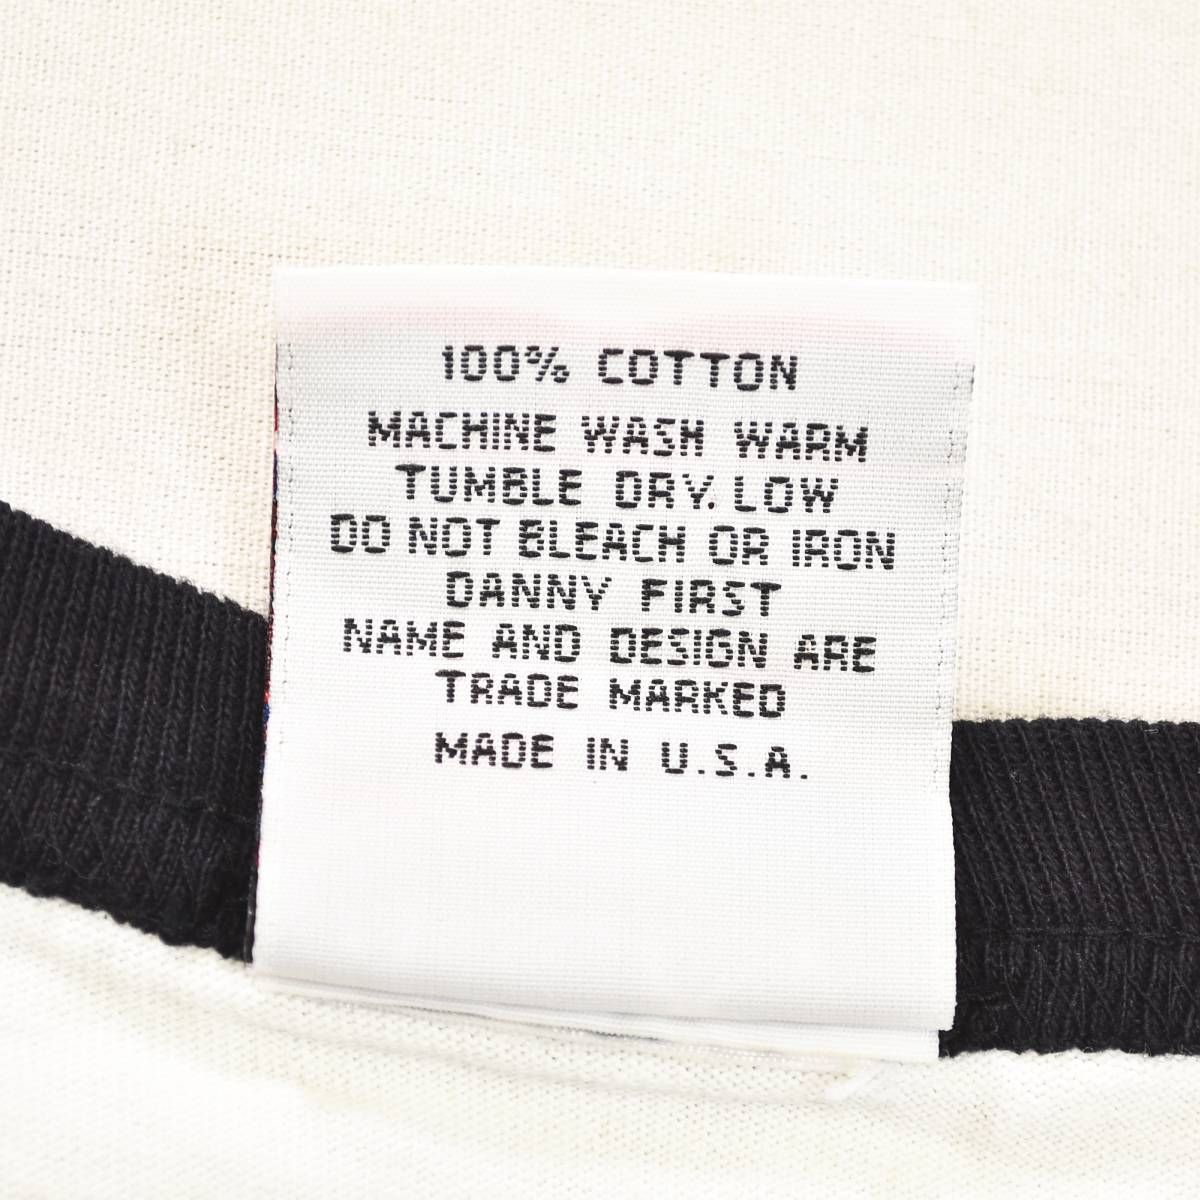 100% COTTON
MACHINE WASH WARM
TUMBLE DRY. LOW
DO NOT BLEACH OR IRON
DANNY FIRST
NAME AND DESIGN ARE
TRADE MARKED
MADE IN U.S.A.